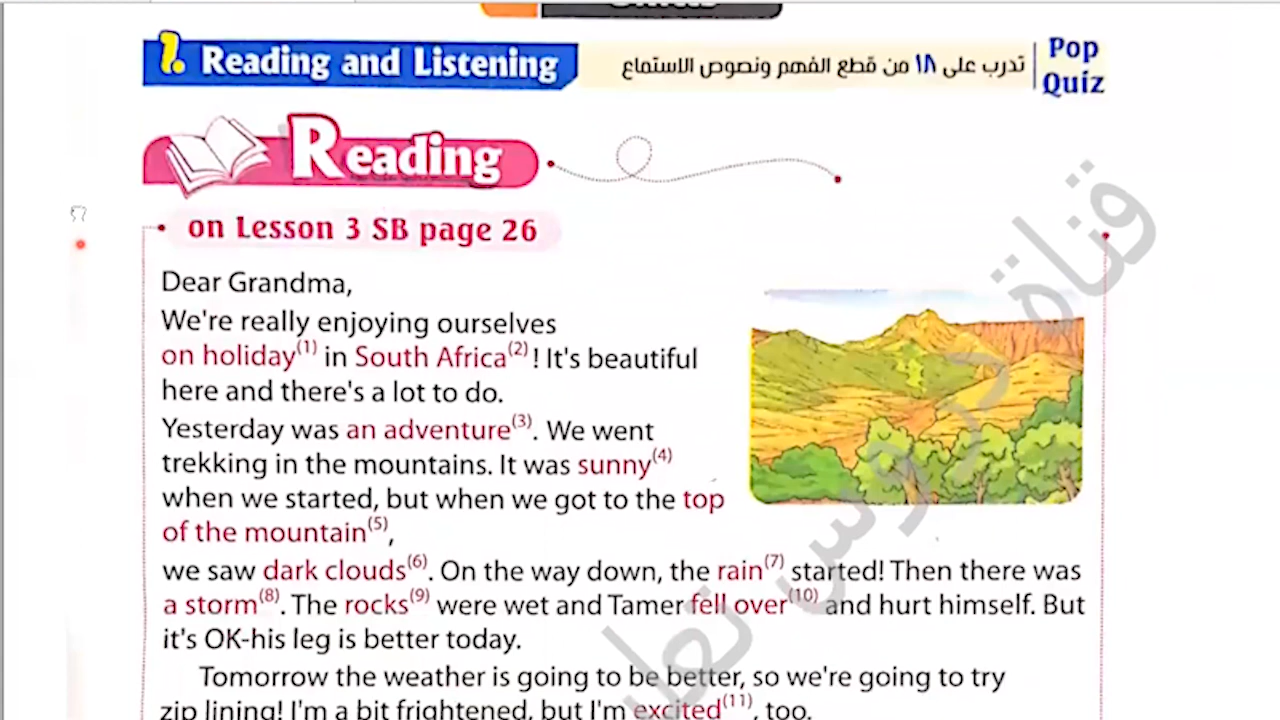 1. Reading and Listening
تدرب على ١٨ من قطع الفهم ونصوص الاستماع
Pop
Quiz
Reading
on Lesson 3 SB page 26
Dear Grandma,
We're really enjoying ourselves
on holiday(1) in South Africa(2)! It's beautiful
here and there's a lot to do.
Yesterday was an adventure(3). We went
trekking in the mountains. It was sunny(4)
when we started, but when we got to the top
of the mountain(5),
we saw dark clouds(6). On the way down, the rain(7) started! Then there was
a storm(8). The rocks(9) were wet and Tamer fell over(10) and hurt himself. But
it's OK-his leg is better today.
Tomorrow the weather is going to be better, so we're going to try
zip lining! I'm a bit frightened, but I'm excited(11), too.
قناة دروس